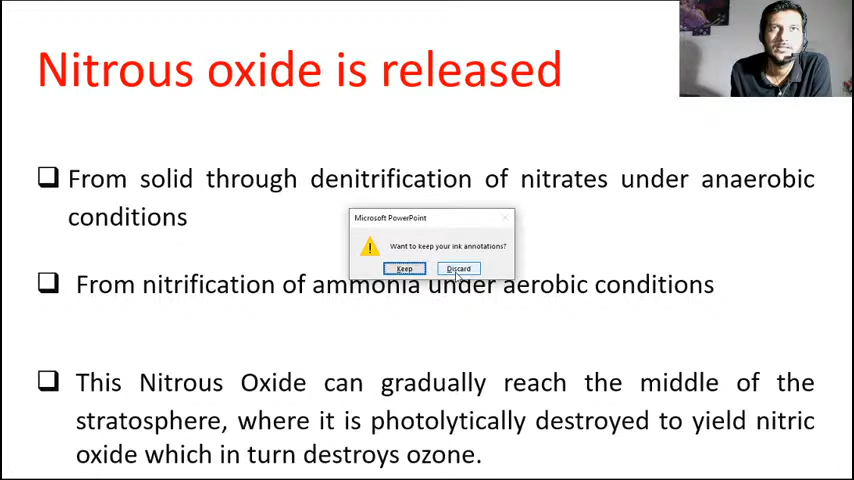 Nitrous oxide is released
From solid through denitrification of nitrates under anaerobic
conditions
Microsoft PowerPoint
Want to keep your ink annotations?
Keep
Discard
From nitrification of ammonia under aerobic conditions
This Nitrous Oxide can gradually reach the middle of the
stratosphere, where it is photolytically destroyed to yield nitric
oxide which in turn destroys ozone.